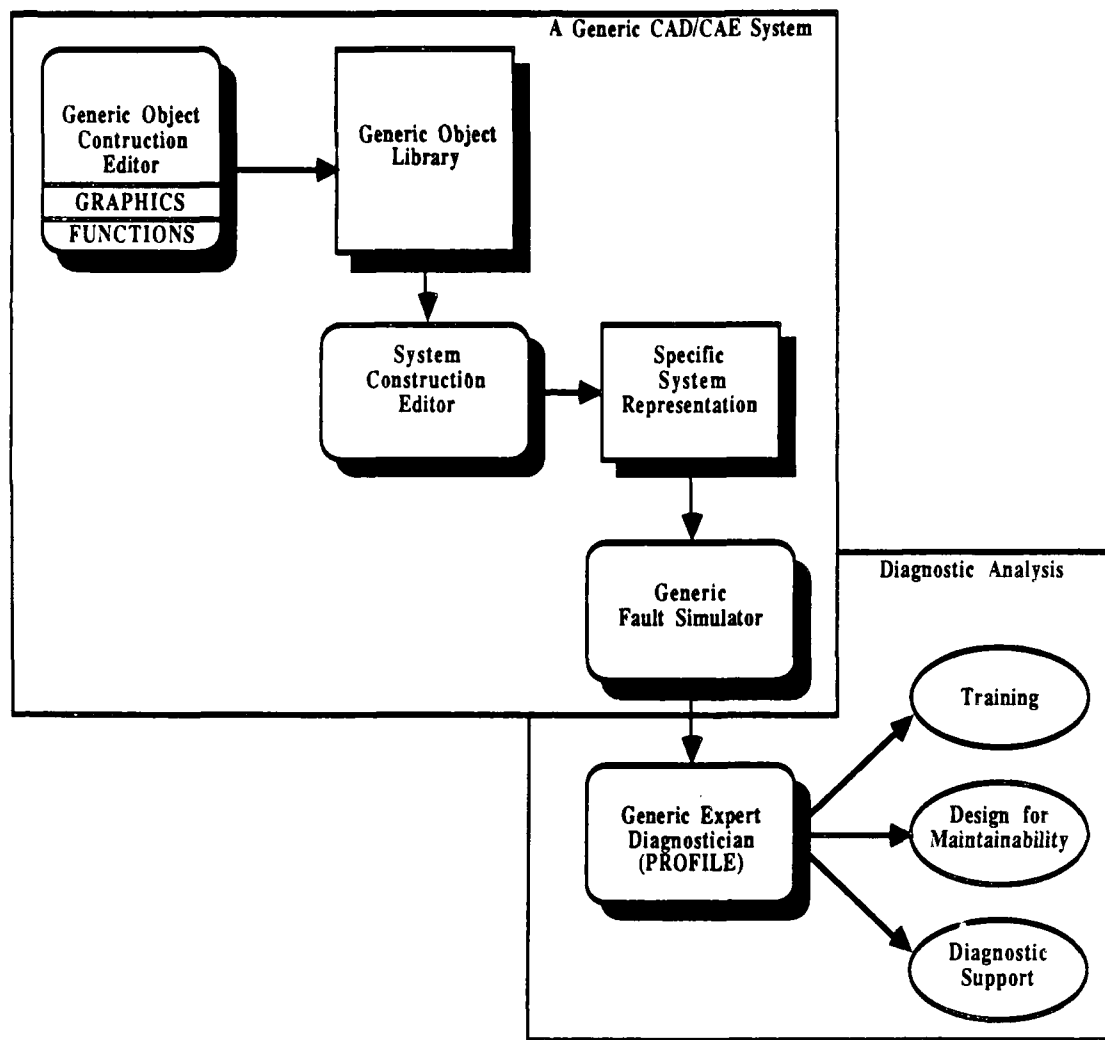 A Generic CAD/CAE System
Generic Object
Contruction
Editor
GRAPHICS
FUNCTIONS
Generic Object
Library
System
Construction
Editor
Specific
System
Representation
Generic
Fault Simulator
Diagnostic Analysis
Generic Expert
Diagnostician
(PROFILE)
Training
Design for
Maintainability
Diagnostic
Support